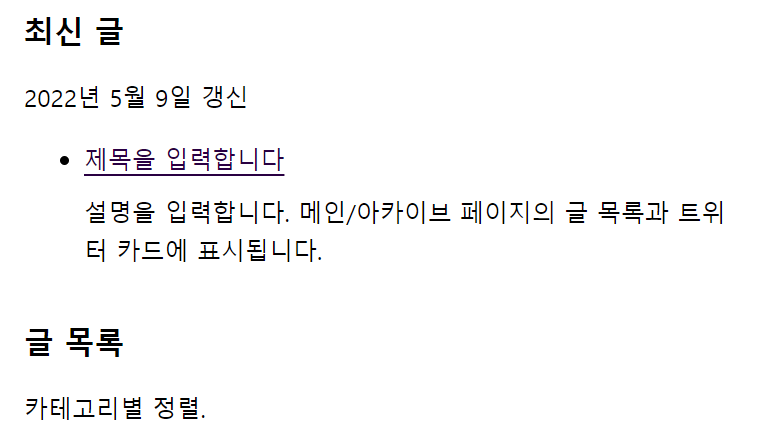 최신 글
2022년 5월 9일 갱신
제목을 입력합니다
설명을 입력합니다. 메인/아카이브 페이지의 글 목록과 트위
터 카드에 표시됩니다.
글 목록
카테고리별 정렬.